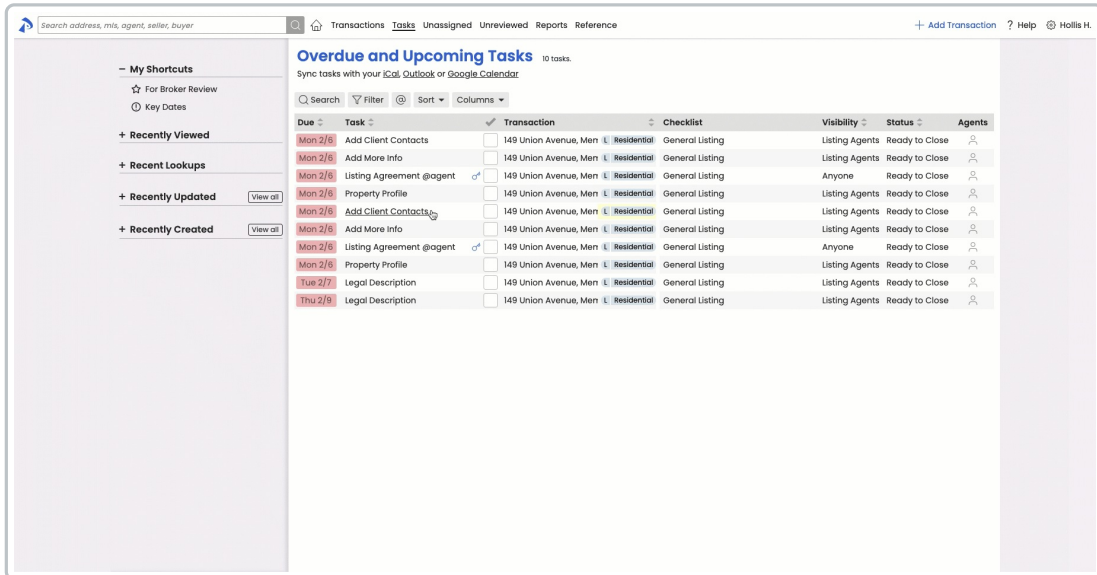 Search address, mls, agent, seller, buyer Transactions Tasks Unassigned Unreviewed Reports Reference + Add Transaction ? Help Hollis H.
− My Shortcuts
For Broker Review
Key Dates
+ Recently Viewed
+ Recent Lookups
+ Recently Updated View all
+ Recently Created View all
Overdue and Upcoming Tasks 10 tasks.
Sync tasks with your iCal, Outlook or Google Calendar
Search Filter @ Sort Columns
Due Task Transaction Checklist Visibility Status Agents
Mon 2/6 Add Client Contacts 149 Union Avenue, Mem L Residential General Listing Listing Agents Ready to Close
Mon 2/6 Add More Info 149 Union Avenue, Mem L Residential General Listing Listing Agents Ready to Close
Mon 2/6 Listing Agreement @agent 149 Union Avenue, Mem L Residential General Listing Anyone Ready to Close
Mon 2/6 Property Profile 149 Union Avenue, Mem L Residential General Listing Listing Agents Ready to Close
Mon 2/6 Add Client Contacts 149 Union Avenue, Mem L Residential General Listing Listing Agents Ready to Close
Mon 2/6 Add More Info 149 Union Avenue, Mem L Residential General Listing Listing Agents Ready to Close
Mon 2/6 Listing Agreement @agent 149 Union Avenue, Mem L Residential General Listing Anyone Ready to Close
Mon 2/6 Property Profile 149 Union Avenue, Mem L Residential General Listing Listing Agents Ready to Close
Tue 2/7 Legal Description 149 Union Avenue, Mem L Residential General Listing Listing Agents Ready to Close
Thu 2/9 Legal Description 149 Union Avenue, Mem L Residential General Listing Listing Agents Ready to Close